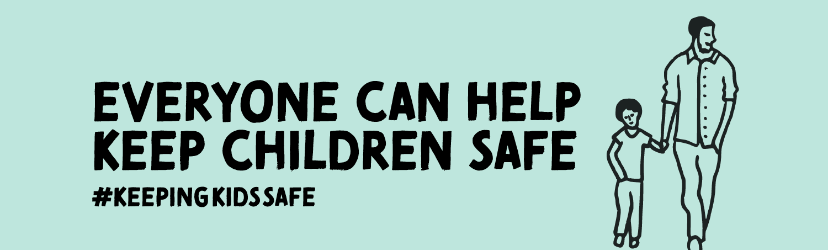 EVERYONE CAN HELP
KEEP CHILDREN SAFE
#KEEPINGKIDSSAFE